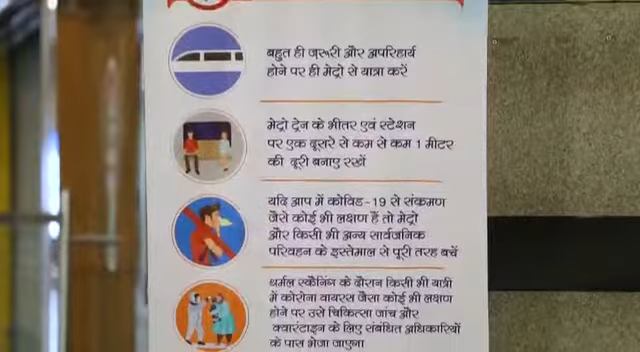 बहुत ही ज़रूरी और अपरिहार्य
होने पर ही मेट्रो से यात्रा करें
मेट्रो ट्रेन के भीतर एवं स्टेशन
पर एक दूसरे से कम से कम 1 मीटर
की दूरी बनाए रखें
यदि आप में कोविड-19 से संक्रमण
जैसे कोई भी लक्षण हैं तो मेट्रो
और किसी भी अन्य सार्वजनिक
परिवहन के इस्तेमाल से पूरी तरह बचें
थर्मल स्कैनिंग के दौरान किसी भी यात्री
में कोरोना वायरस जैसा कोई भी लक्षण
होने पर उसे चिकित्सा जांच और
क्वारंटाइन के लिए संबंधित अधिकारियों
के पास भेजा जाएगा